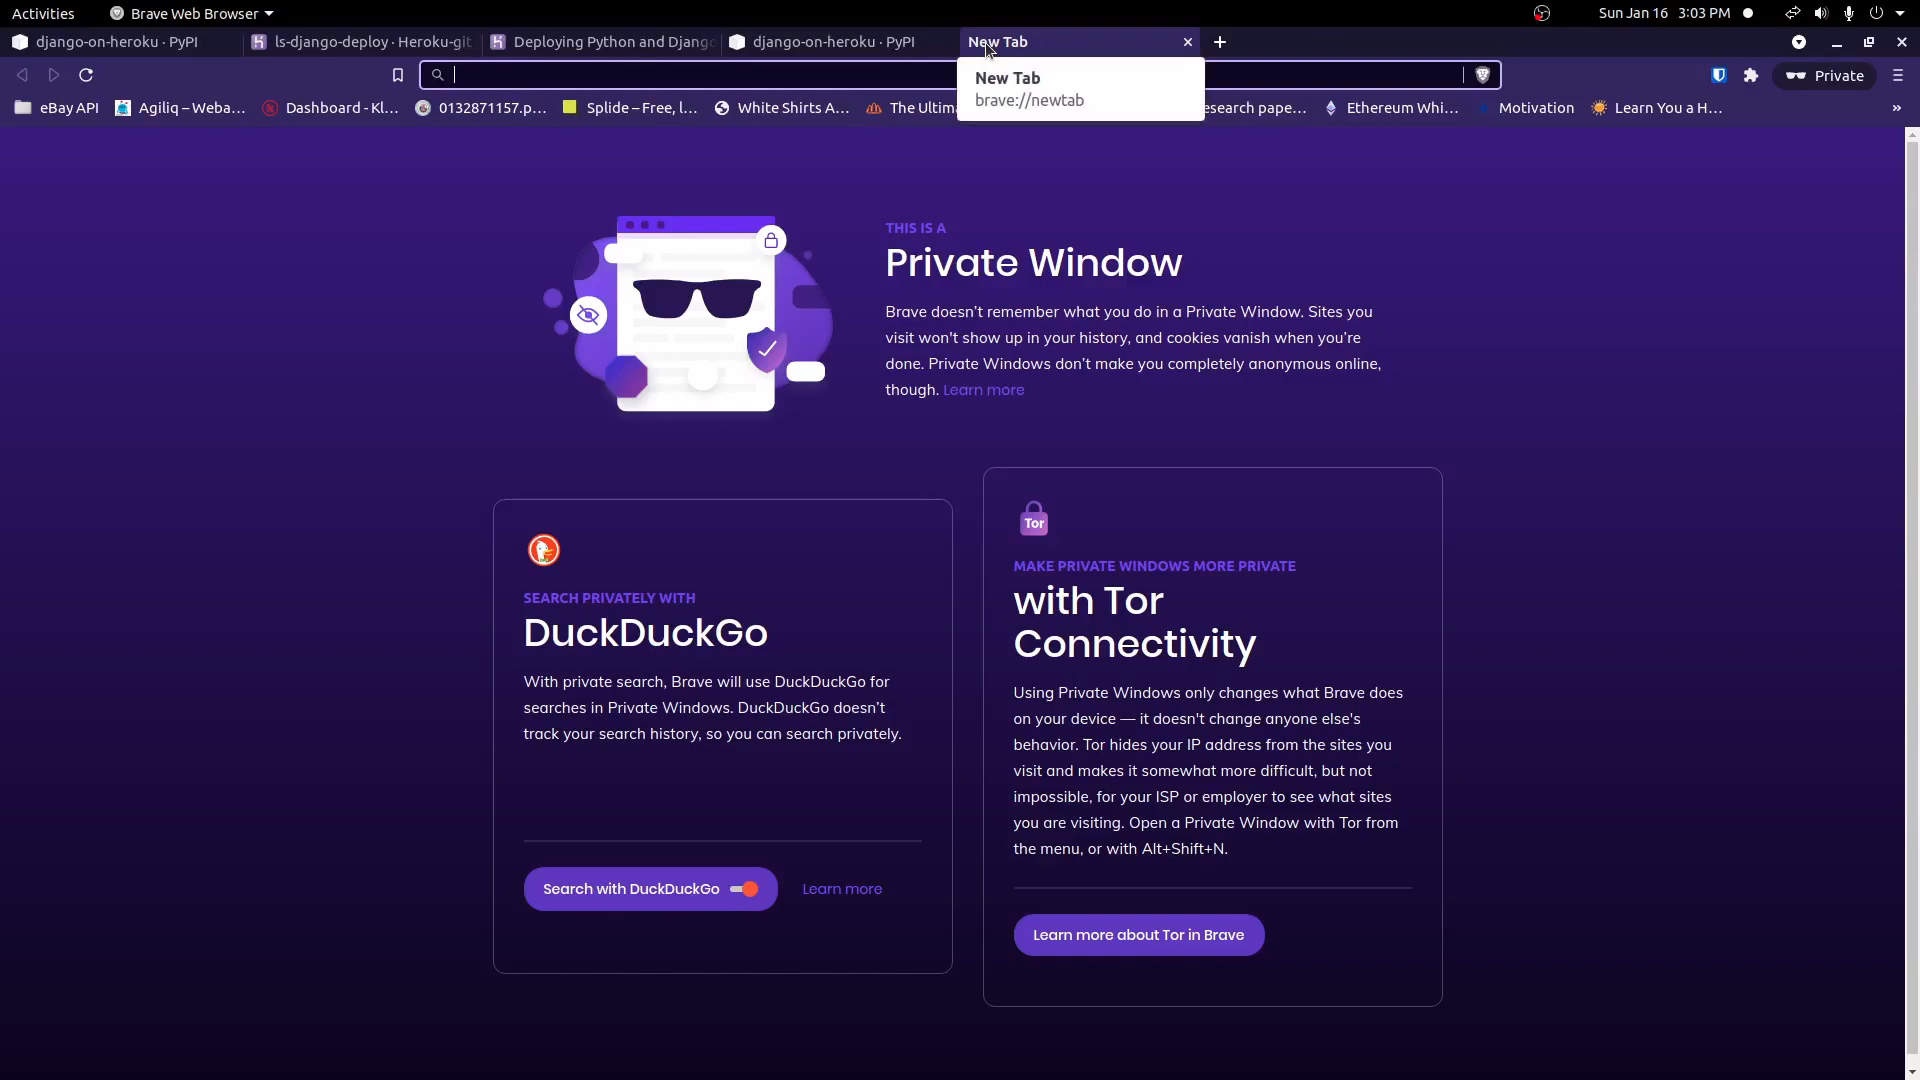 Activities
Brave Web Browser
Sun Jan 16 3:03 PM
django-on-heroku · PyPI
ls-django-deploy · Heroku-git
Deploying Python and Django
django-on-heroku · PyPI
New Tab
New Tab
brave://newtab
Private
eBay API
Agiliq – Weba...
Dashboard - Kl...
0132871157.p...
Splide – Free, l...
White Shirts A...
The Ultima
esearch pape...
Ethereum Whi...
Motivation
Learn You a H...
THIS IS A
Private Window
Brave doesn't remember what you do in a Private Window. Sites you
visit won't show up in your history, and cookies vanish when you're
done. Private Windows don't make you completely anonymous online,
though. Learn more
SEARCH PRIVATELY WITH
DuckDuckGo
With private search, Brave will use DuckDuckGo for
searches in Private Windows. DuckDuckGo doesn't
track your search history, so you can search privately.
Search with DuckDuckGo
Learn more
Tor
MAKE PRIVATE WINDOWS MORE PRIVATE
with Tor
Connectivity
Using Private Windows only changes what Brave does
on your device — it doesn't change anyone else's
behavior. Tor hides your IP address from the sites you
visit and makes it somewhat more difficult, but not
impossible, for your ISP or employer to see what sites
you are visiting. Open a Private Window with Tor from
the menu, or with Alt+Shift+N.
Learn more about Tor in Brave